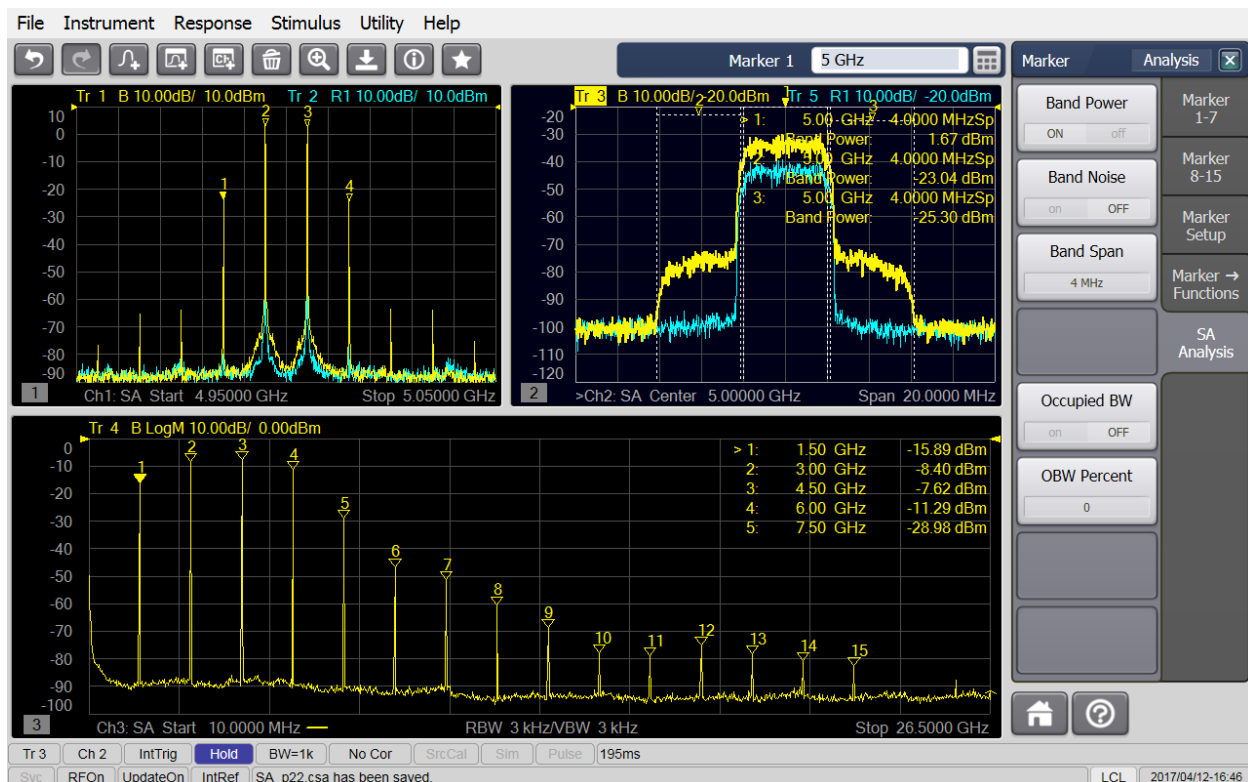 File Instrument Response Stimulus Utility Help
Marker 1 5 GHz
Marker Analysis
Tr 1 B 10.00dB/ 10.0dBm Tr 2 R1 10.00dB/ 10.0dBm
10
0
-10
-20
-30
-40
-50
-60
-70
-80
-90
1
2
3
4
1 Ch1: SA Start 4.95000 GHz Stop 5.05000 GHz
Tr 3 B 10.00dB/ -20.0dBm Tr 5 R1 10.00dB/ -20.0dBm
-20
-30
-40
-50
-60
-70
-80
-90
-100
-110
-120
2
3
> 1: 5.00 GHz 4.0000 MHzSp
Band Power: 1.67 dBm
2: 5.00 GHz 4.0000 MHzSp
Band Power: -23.04 dBm
3: 5.00 GHz 4.0000 MHzSp
Band Power: -25.30 dBm
2 >Ch2: SA Center 5.00000 GHz Span 20.0000 MHz
Tr 4 B LogM 10.00dB/ 0.00dBm
0
-10
-20
-30
-40
-50
-60
-70
-80
-90
-100
1
2
3
4
5
6
7
8
9
10
11
12
13
14
15
> 1: 1.50 GHz -15.89 dBm
2: 3.00 GHz -8.40 dBm
3: 4.50 GHz -7.62 dBm
4: 6.00 GHz -11.29 dBm
5: 7.50 GHz -28.98 dBm
3 Ch3: SA Start 10.0000 MHz RBW 3 kHz/VBW 3 kHz Stop 26.5000 GHz
Band Power
ON off
Band Noise
on OFF
Band Span
4 MHz
Occupied BW
on OFF
OBW Percent
0
Marker
1-7
Marker
8-15
Marker
Setup
Marker →
Functions
SA
Analysis
Tr 3 Ch 2 IntTrig Hold BW=1k No Cor SrcCal Sim Pulse 195ms
Svc RFOn UpdateOn IntRef SA_p22.csa has been saved. LCL 2017/04/12-16:46